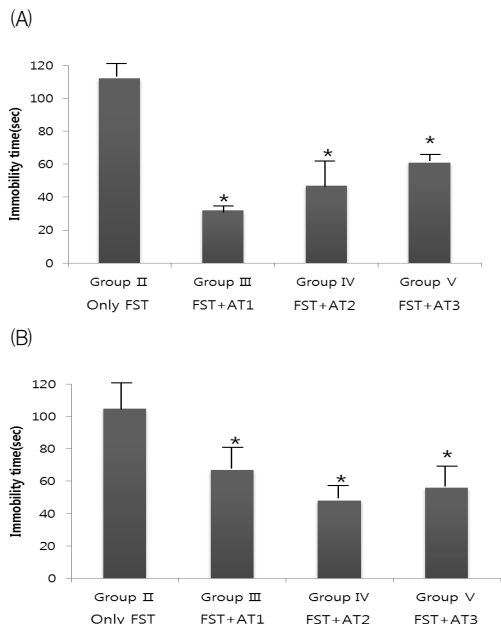 (A)
120
100
80
60
40
20
0
Immobility time(sec)
*
*
*
Group Ⅱ Group Ⅲ Group Ⅳ Group Ⅴ
Only FST FST+AT1 FST+AT2 FST+AT3
(B)
120
100
80
60
40
20
0
Immobility time(sec)
*
*
*
Group Ⅱ Group Ⅲ Group Ⅳ Group Ⅴ
Only FST FST+AT1 FST+AT2 FST+AT3